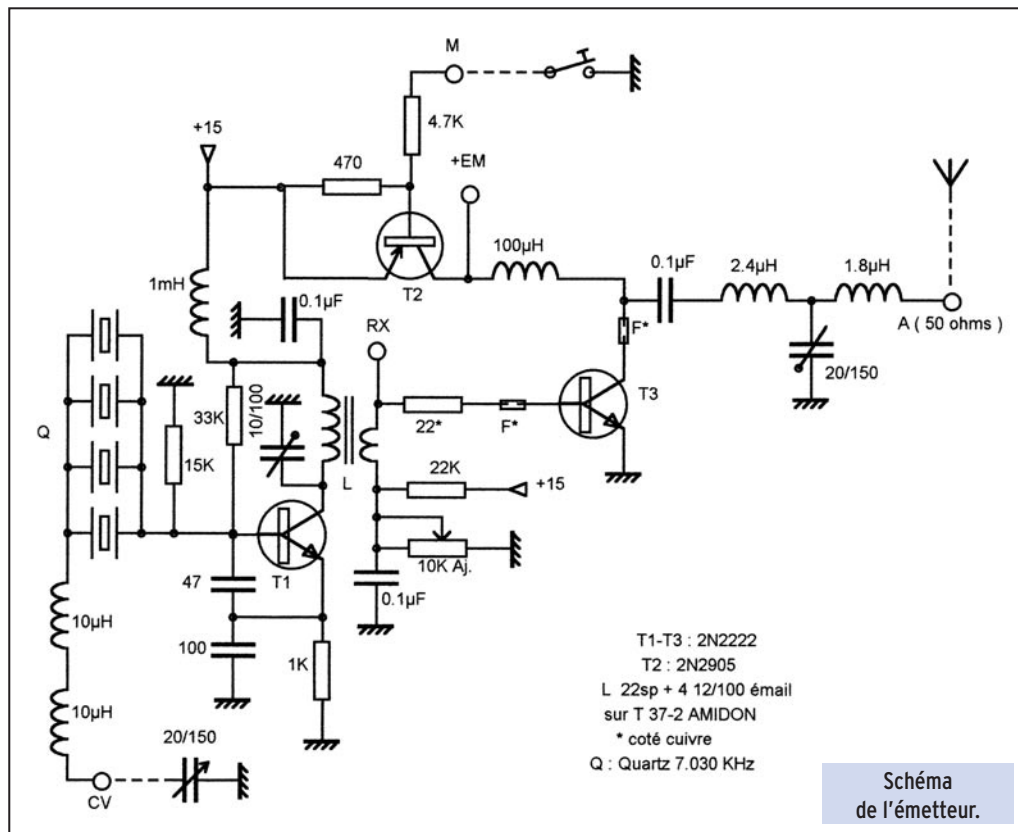 M
+15
4.7K
470
+EM
100µH
0.1µF
2.4µH
1.8µH
1mH
0.1µF
T2
A ( 50 ohms )
RX
F*
20/150
T3
Q
33K
10/100
15K
22*
F*
L
22K
+15
47
T1
10K Aj.
0.1µF
10µH
100
1K
10µH
20/150
CV
T1-T3 : 2N2222
T2 : 2N2905
L 22sp + 4 12/100 émail
sur T 37-2 AMIDON
* coté cuivre
Q : Quartz 7.030 KHz
Schéma
de l'émetteur.